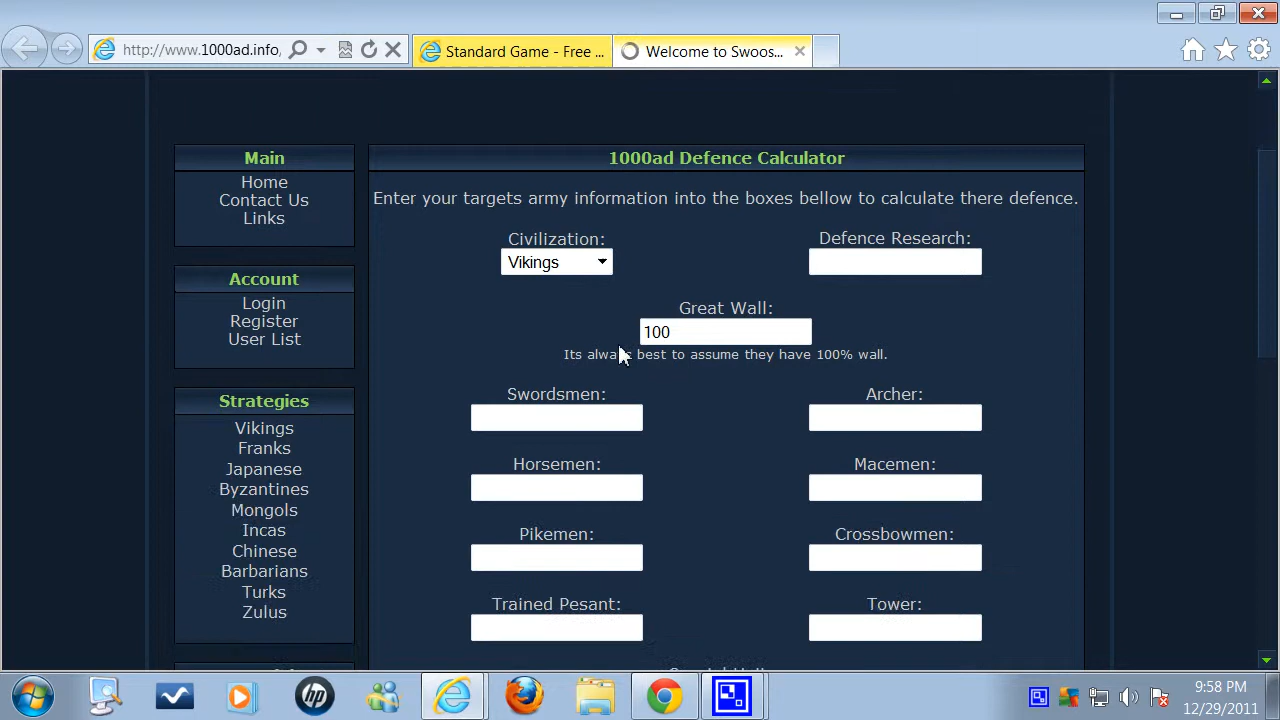 http://www.1000ad.info,
Standard Game - Free ...
Welcome to Swoos...
Main
Home
Contact Us
Links
Account
Login
Register
User List
Strategies
Vikings
Franks
Japanese
Byzantines
Mongols
Incas
Chinese
Barbarians
Turks
Zulus
1000ad Defence Calculator
Enter your targets army information into the boxes bellow to calculate there defence.
Civilization:
Defence Research:
Vikings
Great Wall:
100
Its always best to assume they have 100% wall.
Swordsmen:
Archer:
Horsemen:
Macemen:
Pikemen:
Crossbowmen:
Trained Pesant:
Tower:
hp
9:58 PM
12/29/2011